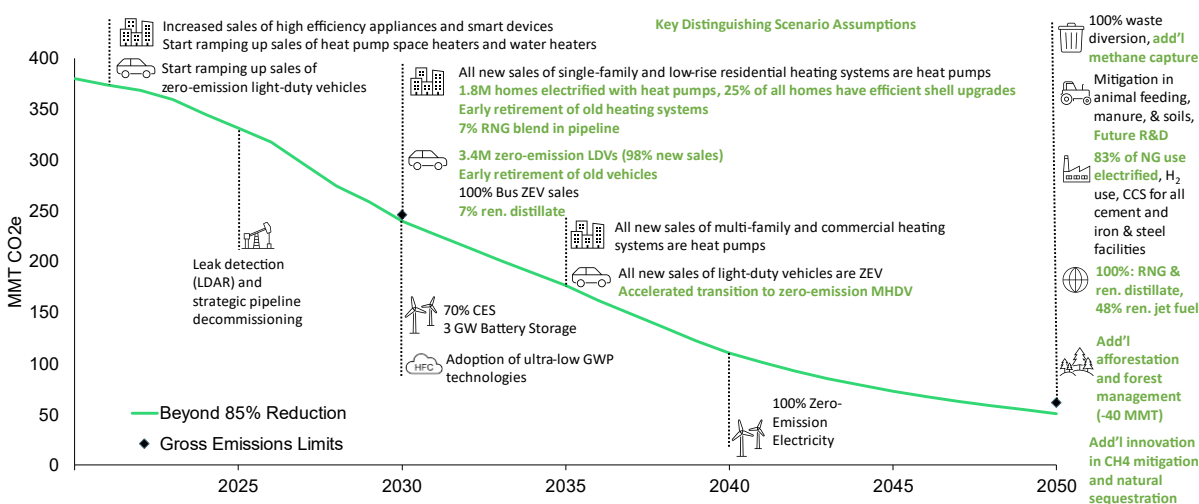 Key Distinguishing Scenario Assumptions
Increased sales of high efficiency appliances and smart devices
Start ramping up sales of heat pump space heaters and water heaters
Start ramping up sales of
zero-emission light-duty vehicles
All new sales of single-family and low-rise residential heating systems are heat pumps
1.8M homes electrified with heat pumps, 25% of all homes have efficient shell upgrades
Early retirement of old heating systems
7% RNG blend in pipeline
3.4M zero-emission LDVs (98% new sales)
Early retirement of old vehicles
100% Bus ZEV sales
7% ren. distillate
All new sales of multi-family and commercial heating
systems are heat pumps
All new sales of light-duty vehicles are ZEV
Accelerated transition to zero-emission MHDV
Leak detection
(LDAR) and
strategic pipeline
decommissioning
70% CES
3 GW Battery Storage
HFC
Adoption of ultra-low GWP
technologies
100% Zero-
Emission
Electricity
100% waste
diversion, add'l
methane capture
Mitigation in
animal feeding,
manure, & soils,
Future R&D
83% of NG use
electrified, H2
use, CCS for all
cement and
iron & steel
facilities
100%: RNG &
ren. distillate,
48% ren. jet fuel
Add'l
afforestation
and forest
management
(-40 MMT)
Add'l innovation
in CH4 mitigation
and natural
sequestration
MMT CO2e
400
350
300
250
200
150
100
50
0
Beyond 85% Reduction
Gross Emissions Limits
2025
2030
2035
2040
2045
2050